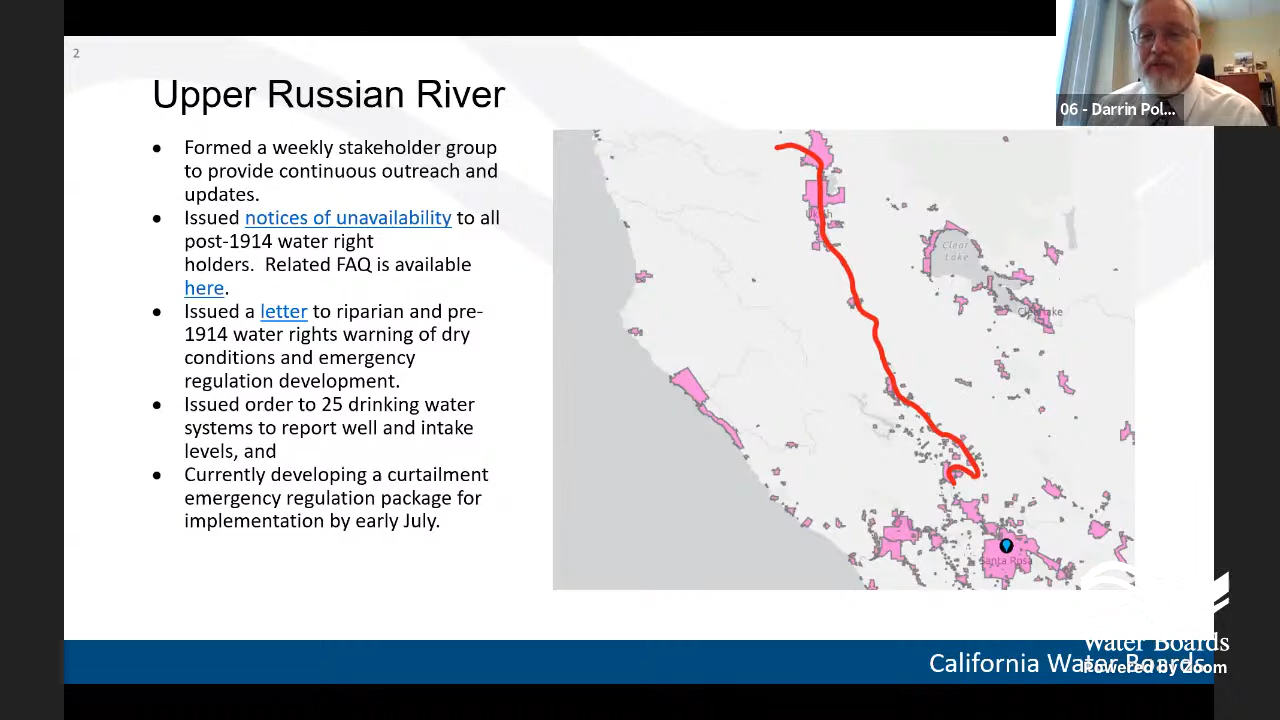 2
06 - Darrin Pol...
Upper Russian River
• Formed a weekly stakeholder group
to provide continuous outreach and
updates.
• Issued notices of unavailability to all
post-1914 water right
holders. Related FAQ is available
here.
• Issued a letter to riparian and pre-
1914 water rights warning of dry
conditions and emergency
regulation development.
• Issued order to 25 drinking water
systems to report well and intake
levels, and
• Currently developing a curtailment
emergency regulation package for
implementation by early July.
Clear
Lake
Santa Rosa
Water Boards
California Water Boards
Powered by Zoom